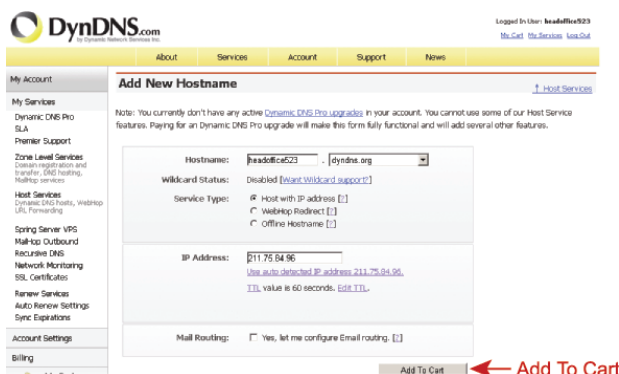 Logged In User: headoffice523
My Cart My Services Log Out
DynDNS.com
by Dynamic Network Services Inc.
About Services Account Support News
My Account
My Services
Dynamic DNS Pro
SLA
Premier Support
Zone Level Services
Domain registration and
transfer, DNS hosting,
MailHop services
Host Services
Dynamic DNS hosts, WebHop
URL Forwarding
Spring Server VPS
MailHop Outbound
Recursive DNS
Network Monitoring
SSL Certificates
Renew Services
Auto Renew Settings
Sync Expirations
Account Settings
Billing
Add New Hostname
↑ Host Services
Note: You currently don't have any active Dynamic DNS Pro upgrades in your account. You cannot use some of our Host Service
features. Paying for an Dynamic DNS Pro upgrade will make this form fully functional and will add several other features.
Hostname: headoffice523 . dyndns.org
Wildcard Status: Disabled [Want Wildcard support?]
Service Type: Host with IP address [?]
WebHop Redirect [?]
Offline Hostname [?]
IP Address: 211.75.84.96
Use auto detected IP address 211.75.84.96.
TTL value is 60 seconds. Edit TTL.
Mail Routing: Yes, let me configure Email routing. [?]
Add To Cart
Add To Cart